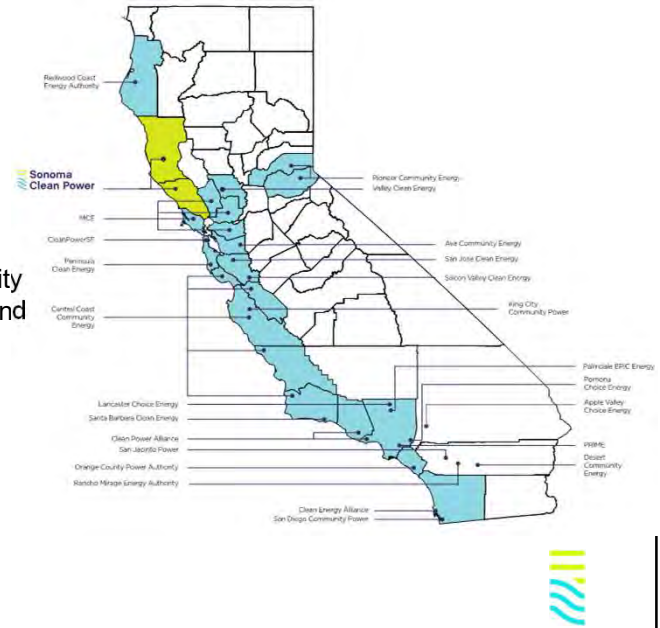 Redwood Coast
Energy Authority
Sonoma
Clean Power
MCE
CleanPowerSF
Peninsula
Clean Energy
ity
nd
Central Coast
Community
Energy
Lancaster Choice Energy
Santa Barbara Clean Energy
Clean Power Alliance
San Jacinto Power
Orange County Power Authority
Rancho Mirage Energy Authority
Clean Energy Alliance
San Diego Community Power
Pioneer Community Energy
Valley Clean Energy
Ava Community Energy
San José Clean Energy
Silicon Valley Clean Energy
King City
Community Power
Palmdale EPIC Energy
Pomona
Choice Energy
Apple Valley
Choice Energy
PRIME
Desert
Community
Energy